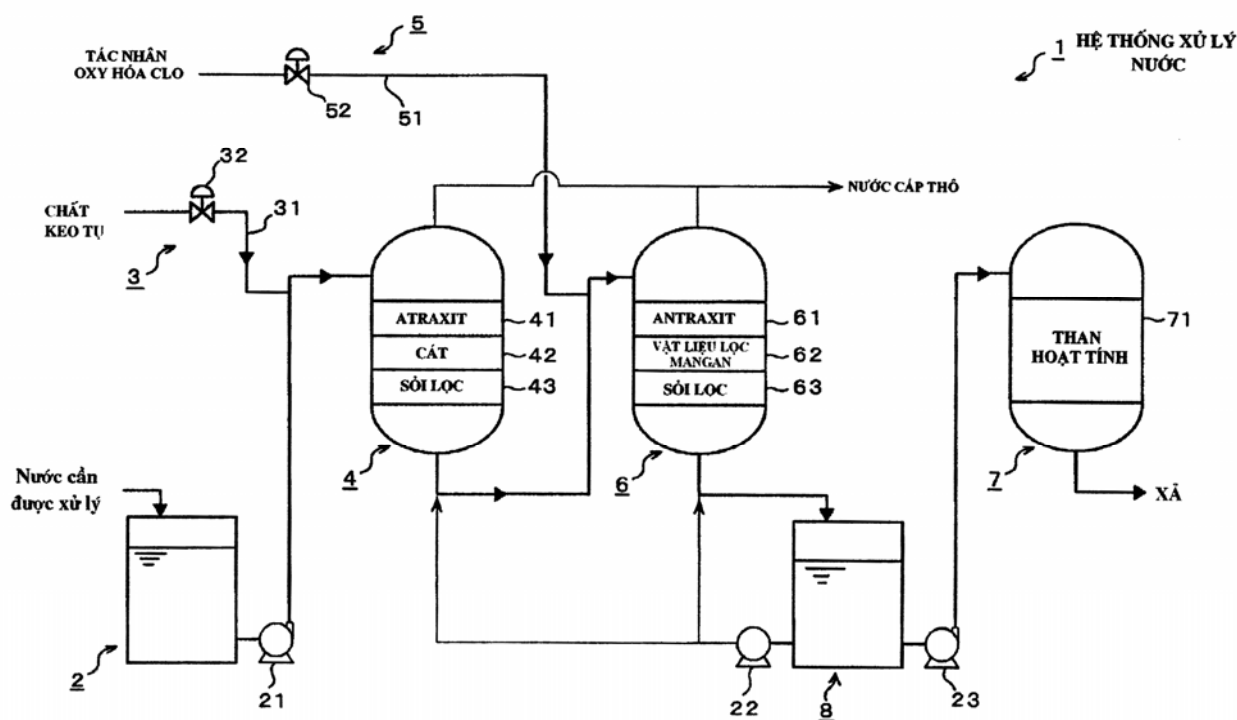 5
1
HỆ THỐNG XỬ LÝ
NƯỚC
TÁC NHÂN
OXY HÓA CLO
52
51
32
NƯỚC CẤP THÔ
CHẤT
KEO TỤ
31
3
ATRAXIT
41
ANTRAXIT
61
71
CÁT
42
VẬT LIỆU LỌC
MANGAN
62
THAN
HOẠT TÍNH
SỎI LỌC
43
SỎI LỌC
63
4
6
7
Nước cần
được xử lý
XẢ
2
21
22
8
23